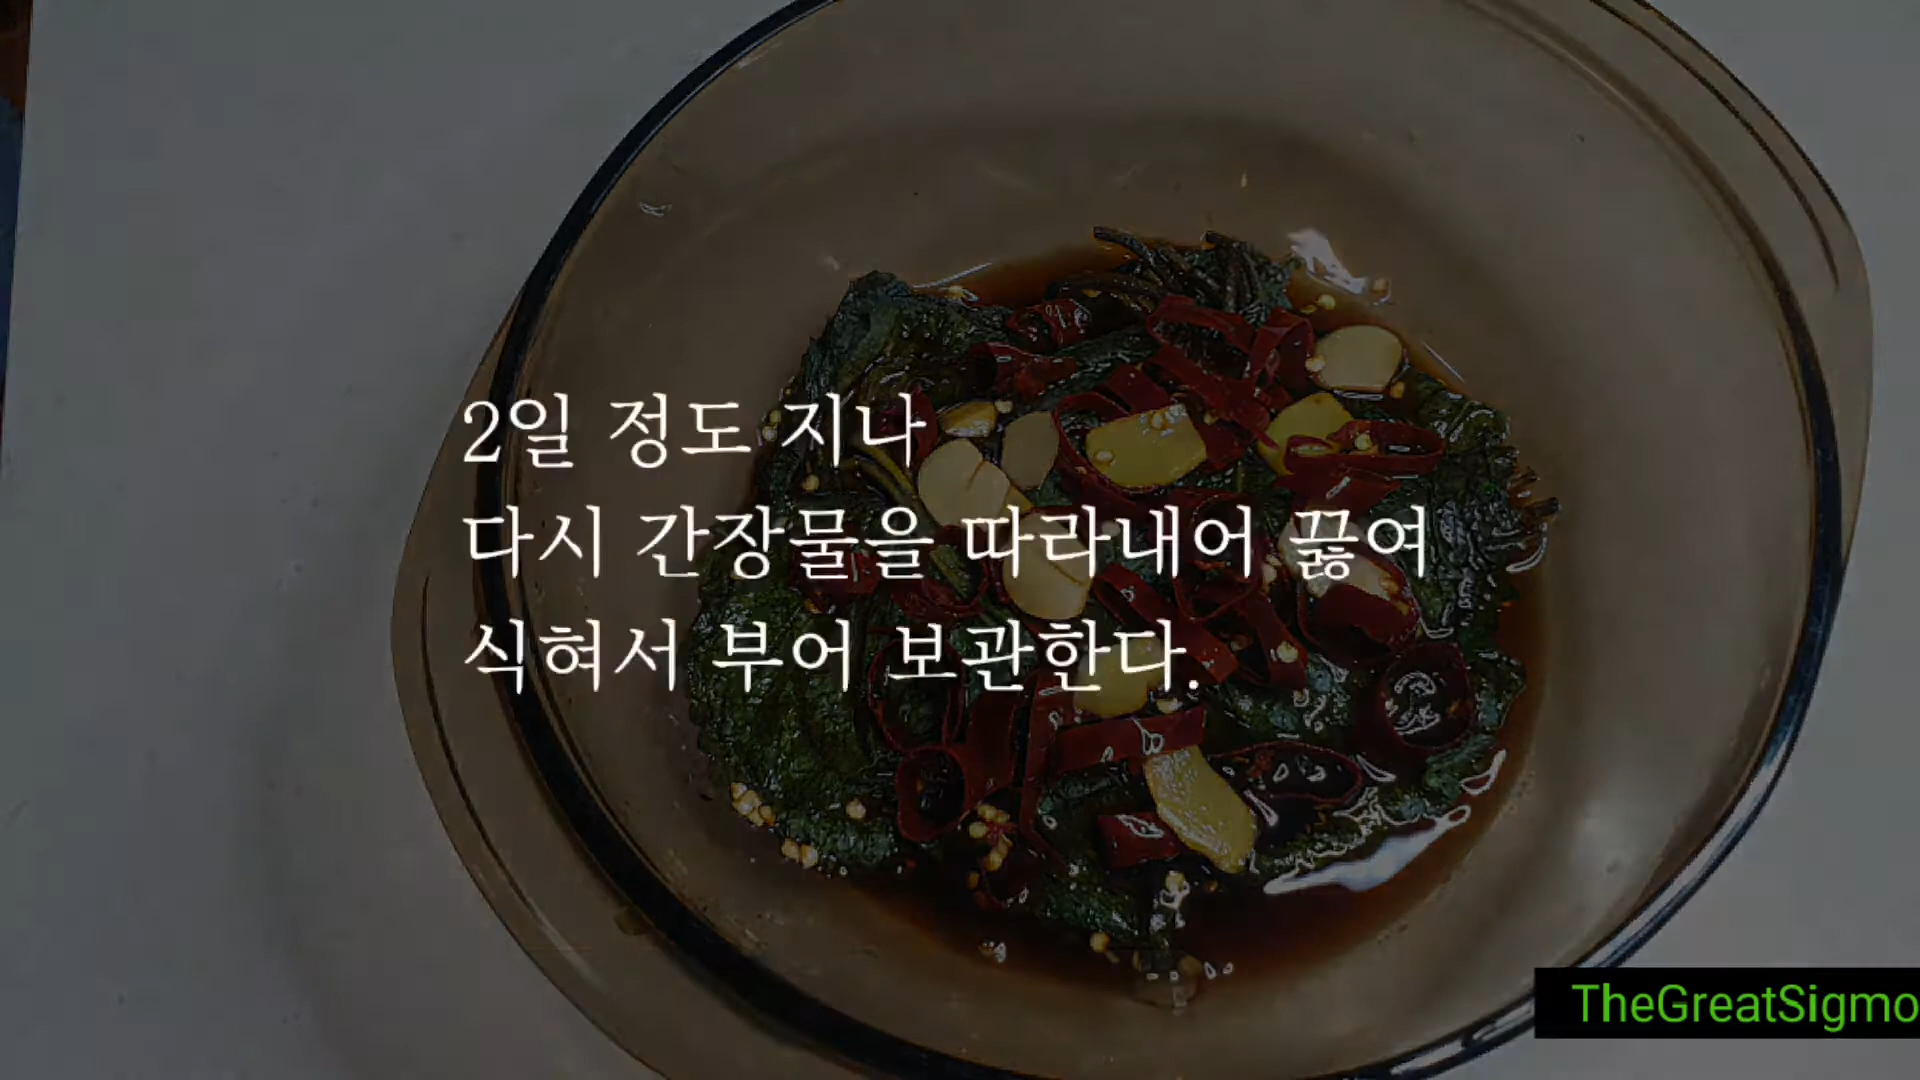 2일 정도 지나
다시 간장물을 따라내어 끓여
식혀서 부어 보관한다.
TheGreatSigmo